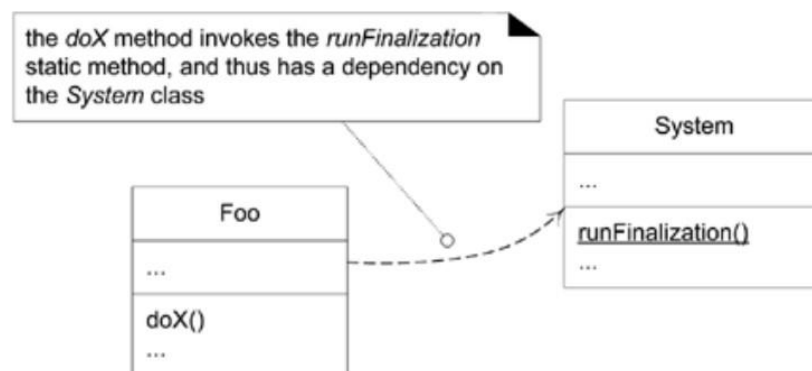 the doX method invokes the runFinalization
static method, and thus has a dependency on
the System class
System
...
runFinalization()
...
Foo
...
doX()
...